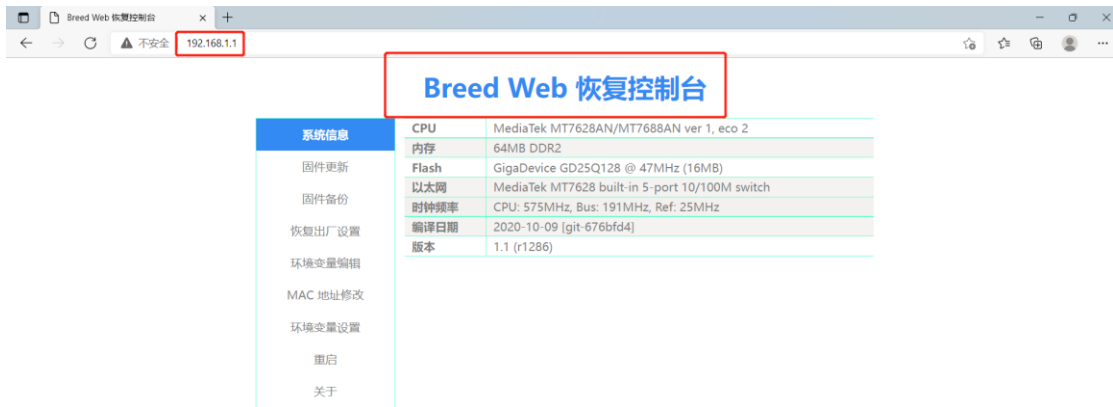 Breed Web 恢复控制台
不安全 192.168.1.1
Breed Web 恢复控制台
系统信息
固件更新
固件备份
恢复出厂设置
环境变量编辑
MAC 地址修改
环境变量设置
重启
关于
CPU MediaTek MT7628AN/MT7688AN ver 1, eco 2
内存 64MB DDR2
Flash GigaDevice GD25Q128 @ 47MHz (16MB)
以太网 MediaTek MT7628 built-in 5-port 10/100M switch
时钟频率 CPU: 575MHz, Bus: 191MHz, Ref: 25MHz
编译日期 2020-10-09 [git-676bfd4]
版本 1.1 (r1286)